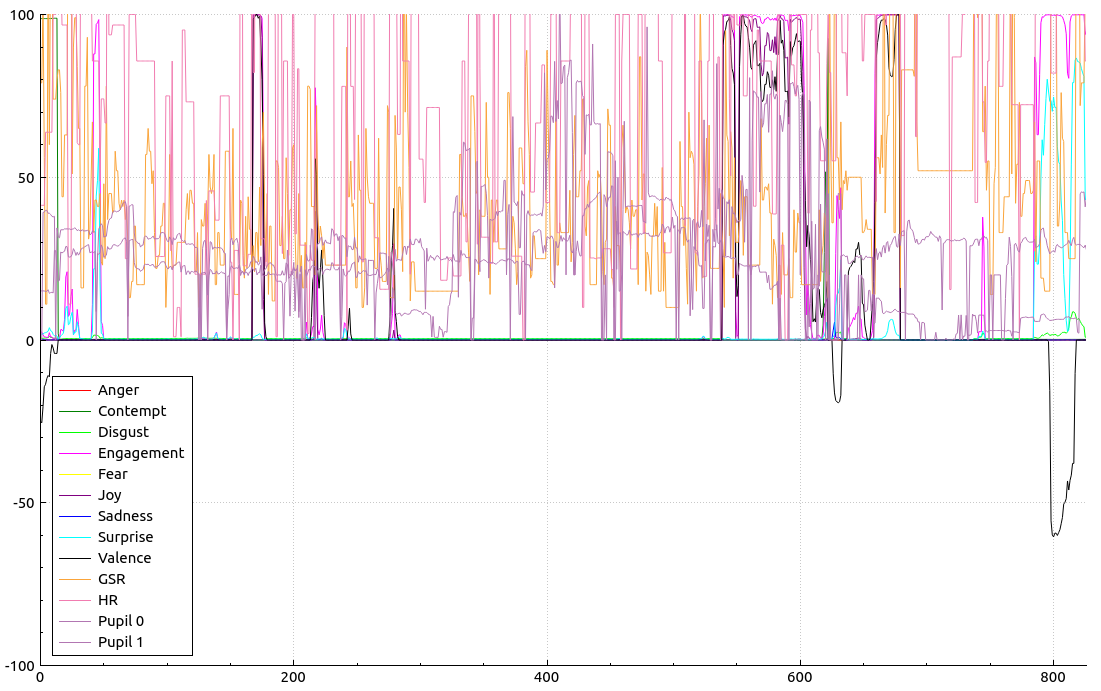 100
50
0
-50
-100
Anger
Contempt
Disgust
Engagement
Fear
Joy
Sadness
Surprise
Valence
GSR
HR
Pupil 0
Pupil 1
0 200 400 600 800